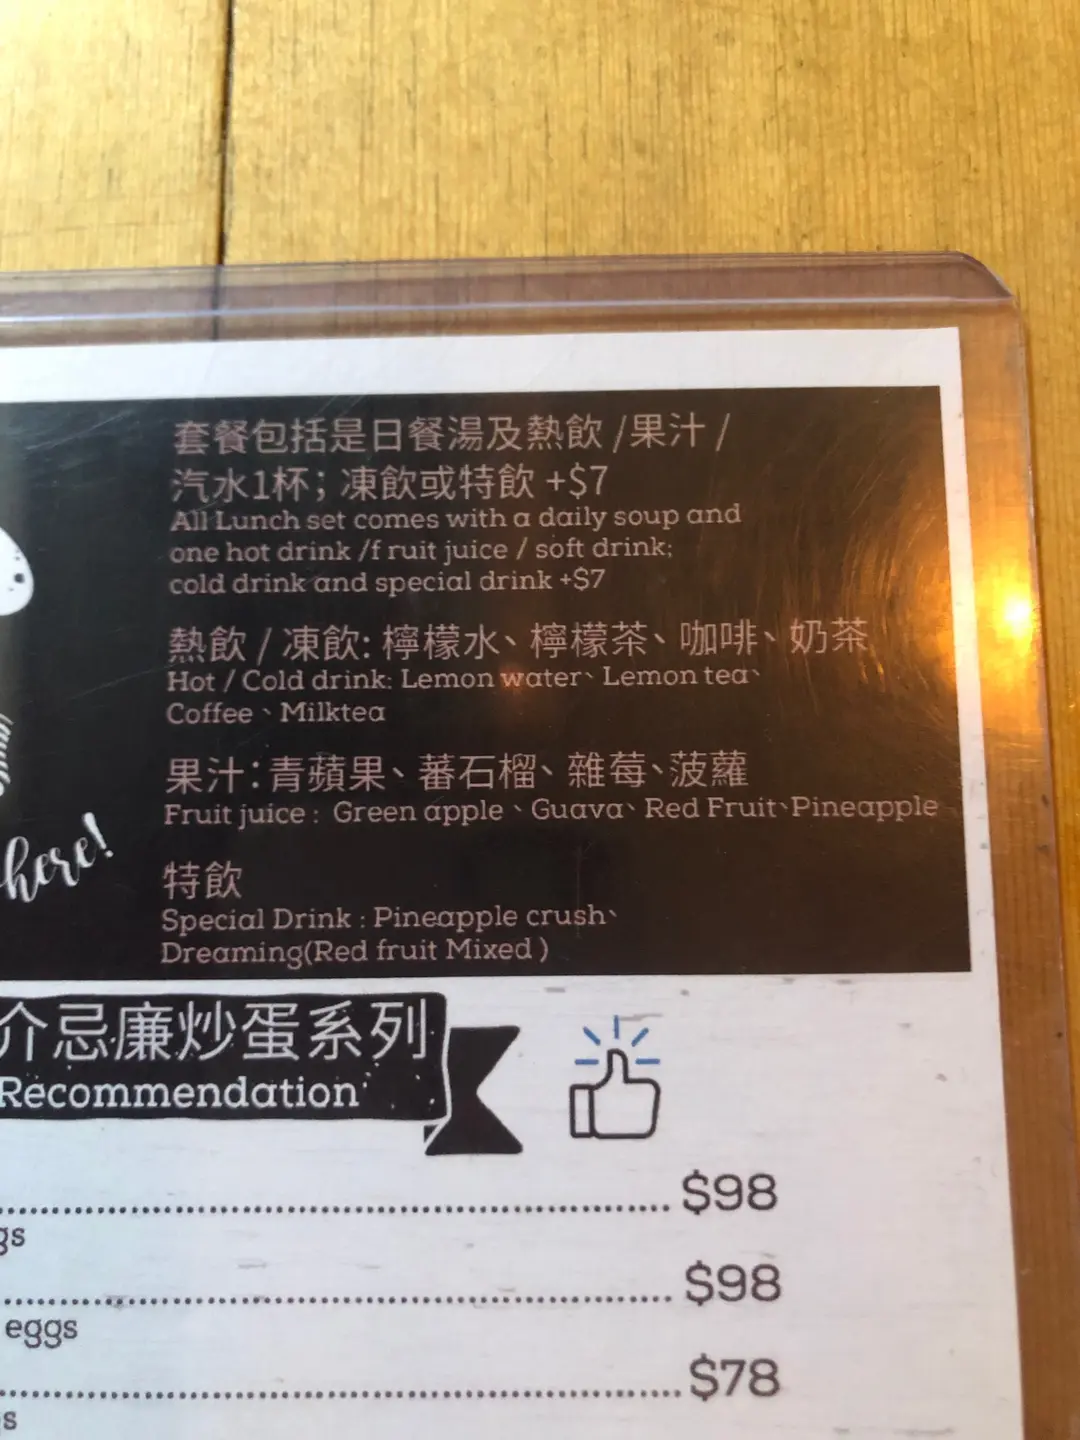 套餐包括是日餐湯及熱飲 /果汁 /
汽水1杯；凍飲或特飲 +$7
All Lunch set comes with a daily soup and
one hot drink /f ruit juice / soft drink;
cold drink and special drink +$7
熱飲 / 凍飲: 檸檬水、檸檬茶、咖啡、奶茶
Hot / Cold drink: Lemon water、Lemon tea、
Coffee、Milktea
果汁：青蘋果、蕃石榴、雜莓、菠蘿
Fruit juice : Green apple、Guava、Red Fruit、Pineapple
here!
特飲
Special Drink : Pineapple crush、
Dreaming(Red fruit Mixed )
介忌廉炒蛋系列
Recommendation
$98
gs
$98
eggs
$78
s